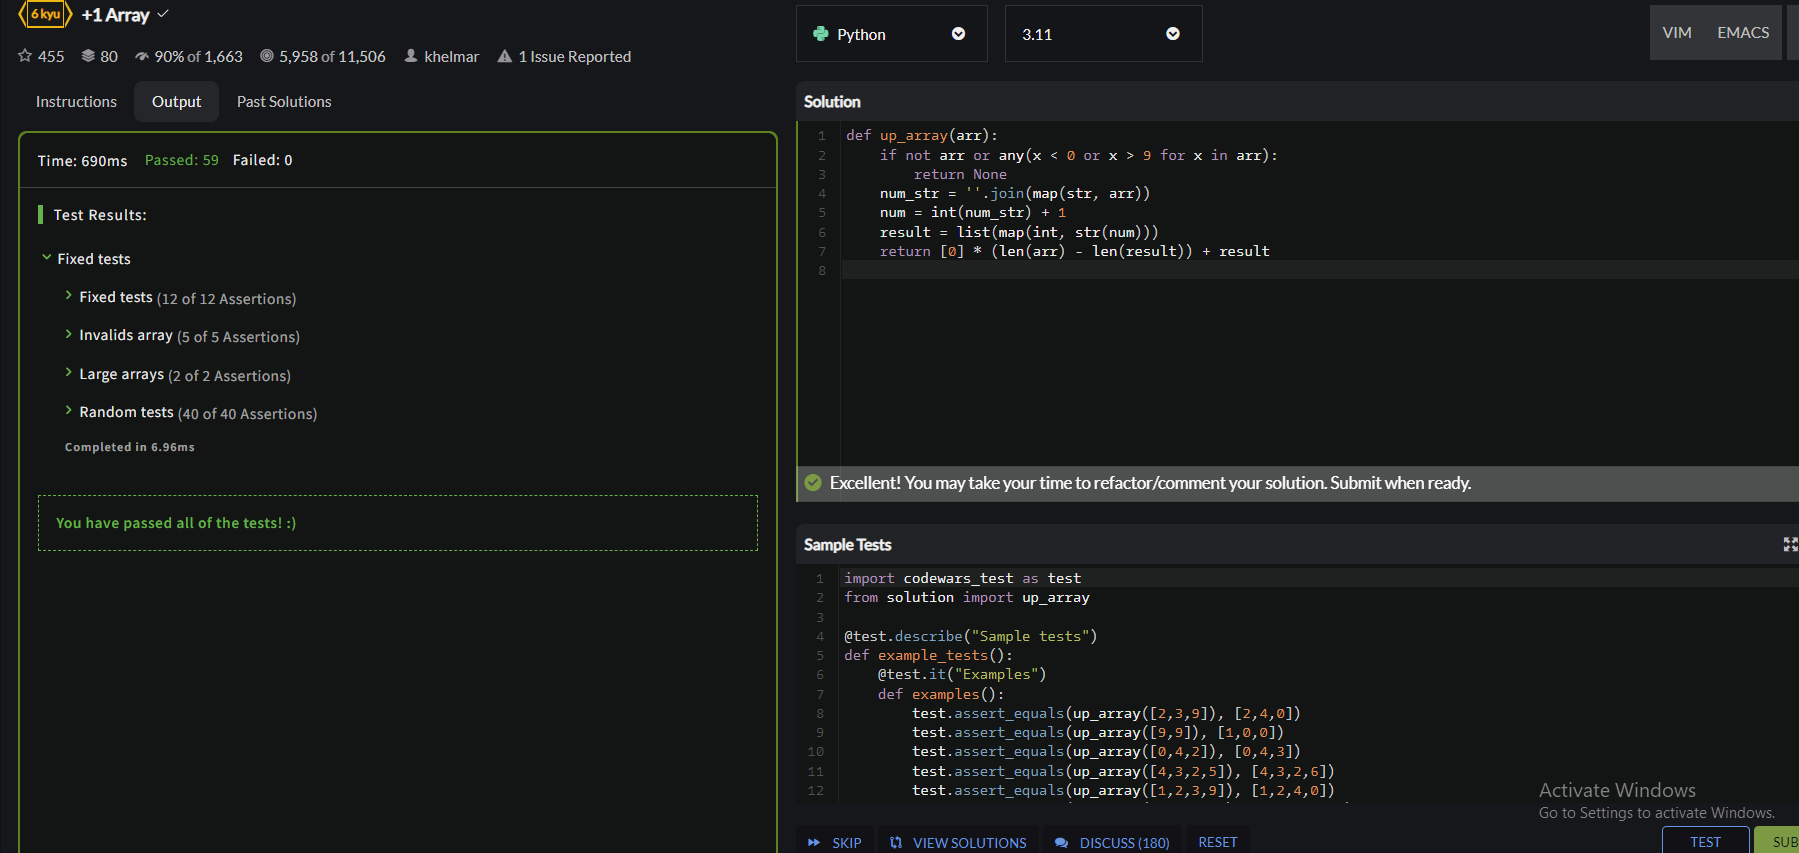 6 kyu +1 Array
455 80 90% of 1,663 5,958 of 11,506 khelmar 1 Issue Reported
Instructions Output Past Solutions
Time: 690ms Passed: 59 Failed: 0
Test Results:
Fixed tests
Fixed tests (12 of 12 Assertions)
Invalids array (5 of 5 Assertions)
Large arrays (2 of 2 Assertions)
Random tests (40 of 40 Assertions)
Completed in 6.96ms
You have passed all of the tests! :)
Python 3.11 VIM EMACS
Solution
1 def up_array(arr):
2     if not arr or any(x < 0 or x > 9 for x in arr):
3         return None
4     num_str = ''.join(map(str, arr))
5     num = int(num_str) + 1
6     result = list(map(int, str(num)))
7     return [0] * (len(arr) - len(result)) + result
8
Excellent! You may take your time to refactor/comment your solution. Submit when ready.
Sample Tests
1 import codewars_test as test
2 from solution import up_array
3
4 @test.describe("Sample tests")
5 def example_tests():
6     @test.it("Examples")
7     def examples():
8         test.assert_equals(up_array([2,3,9]), [2,4,0])
9         test.assert_equals(up_array([9,9]), [1,0,0])
10         test.assert_equals(up_array([0,4,2]), [0,4,3])
11         test.assert_equals(up_array([4,3,2,5]), [4,3,2,6])
12         test.assert_equals(up_array([1,2,3,9]), [1,2,4,0])
Activate Windows
Go to Settings to activate Windows.
SKIP VIEW SOLUTIONS DISCUSS (180) RESET TEST SUB